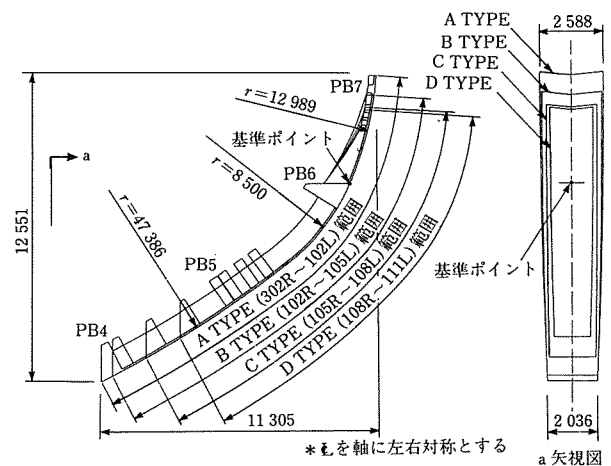 A TYPE
B TYPE
C TYPE
D TYPE
2 588
PB7
r=12 989
基準ポイント
a
PB6
r=8 500
12 551
r=47 386
PB5
PB4
A TYPE (302R～102L) 範囲
B TYPE (102R～105L) 範囲
C TYPE (105R～108L) 範囲
D TYPE (108R～111L) 範囲
基準ポイント
11 305
2 036
*℄を軸に左右対称とする
a 矢視図